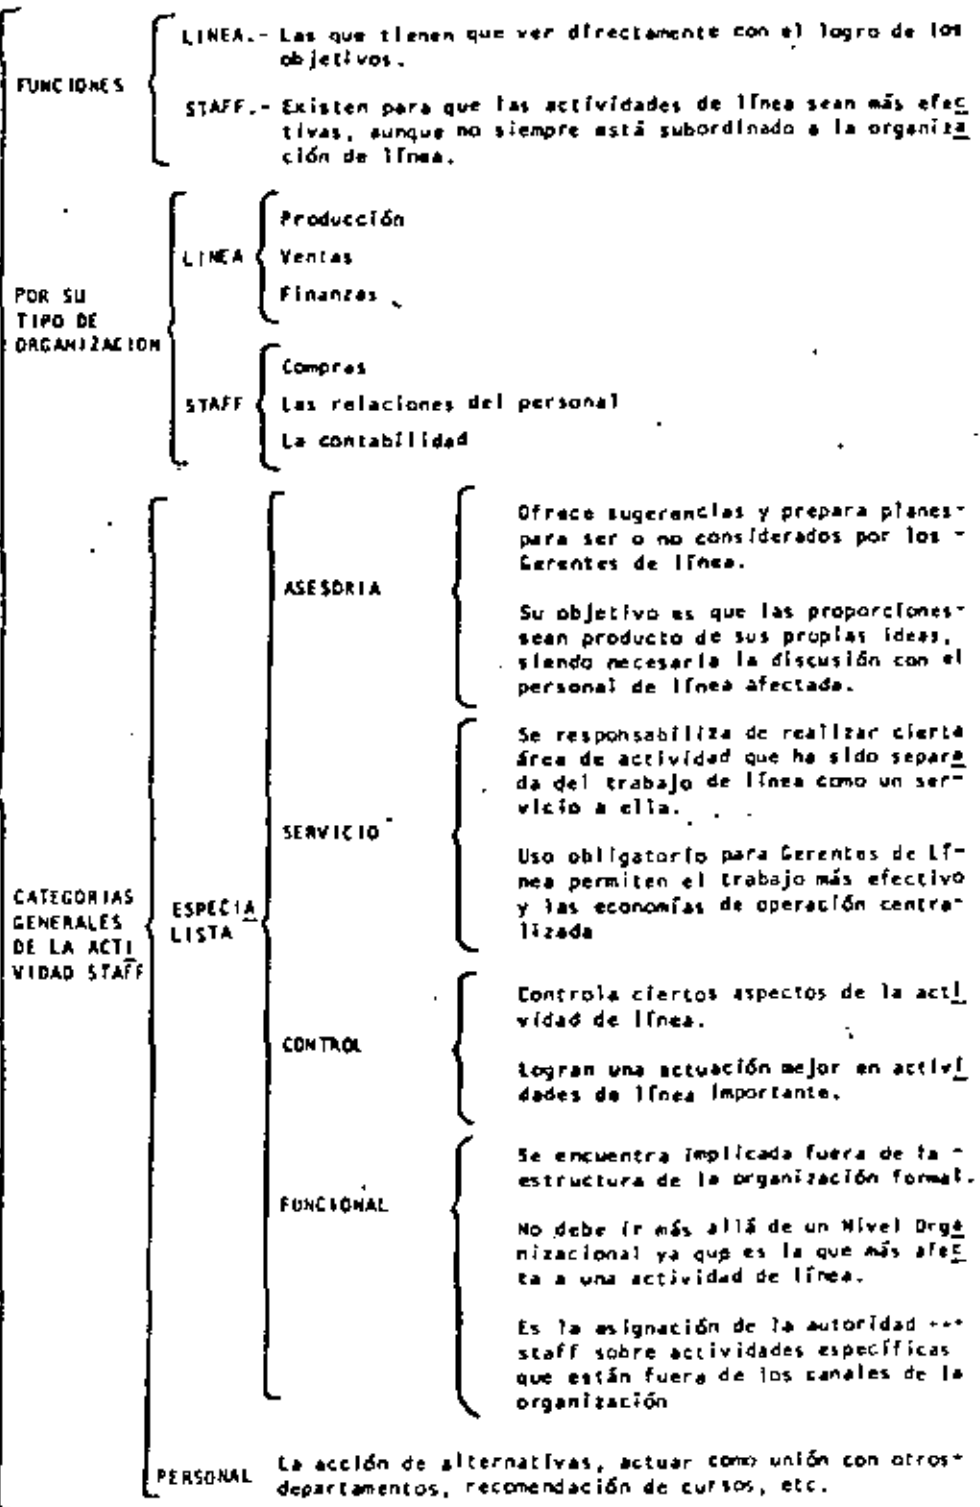 FUNCIONES
LINEA.- Las que tienen que ver directamente con el logro de los
objetivos.
STAFF.- Existen para que las actividades de línea sean más efec
tivas, aunque no siempre está subordinado a la organiza
ción de línea.
POR SU
TIPO DE
ORGANIZACION
LINEA
Producción
Ventas
Finanzas
STAFF
Compras
Las relaciones del personal
La contabilidad
CATEGORIAS
GENERALES
DE LA ACTI
VIDAD STAFF
ESPECIA
LISTA
ASESORIA
Ofrece sugerencias y prepara planes-
para ser o no considerados por los -
Gerentes de línea.
Su objetivo es que las proporciones-
sean producto de sus propias ideas,
siendo necesaria la discusión con el
personal de línea afectada.
SERVICIO
Se responsabiliza de realizar cierta
área de actividad que ha sido separa
da del trabajo de línea como un ser-
vicio a ella.
Uso obligatorio para Gerentes de Lí-
nea permiten el trabajo más efectivo
y las economías de operación centra-
lizada
CONTROL
Controla ciertos aspectos de la acti
vidad de línea.
Logran una actuación mejor en activi
dades de línea importante.
FUNCIONAL
Se encuentra implicada fuera de la -
estructura de la organización formal.
No debe ir más allá de un Nivel Orga
nizacional ya que es la que más afec
ta a una actividad de línea.
Es la asignación de la autoridad ---
staff sobre actividades específicas
que están fuera de los canales de la
organización
PERSONAL
La acción de alternativas, actuar como unión con otros-
departamentos, recomendación de cursos, etc.